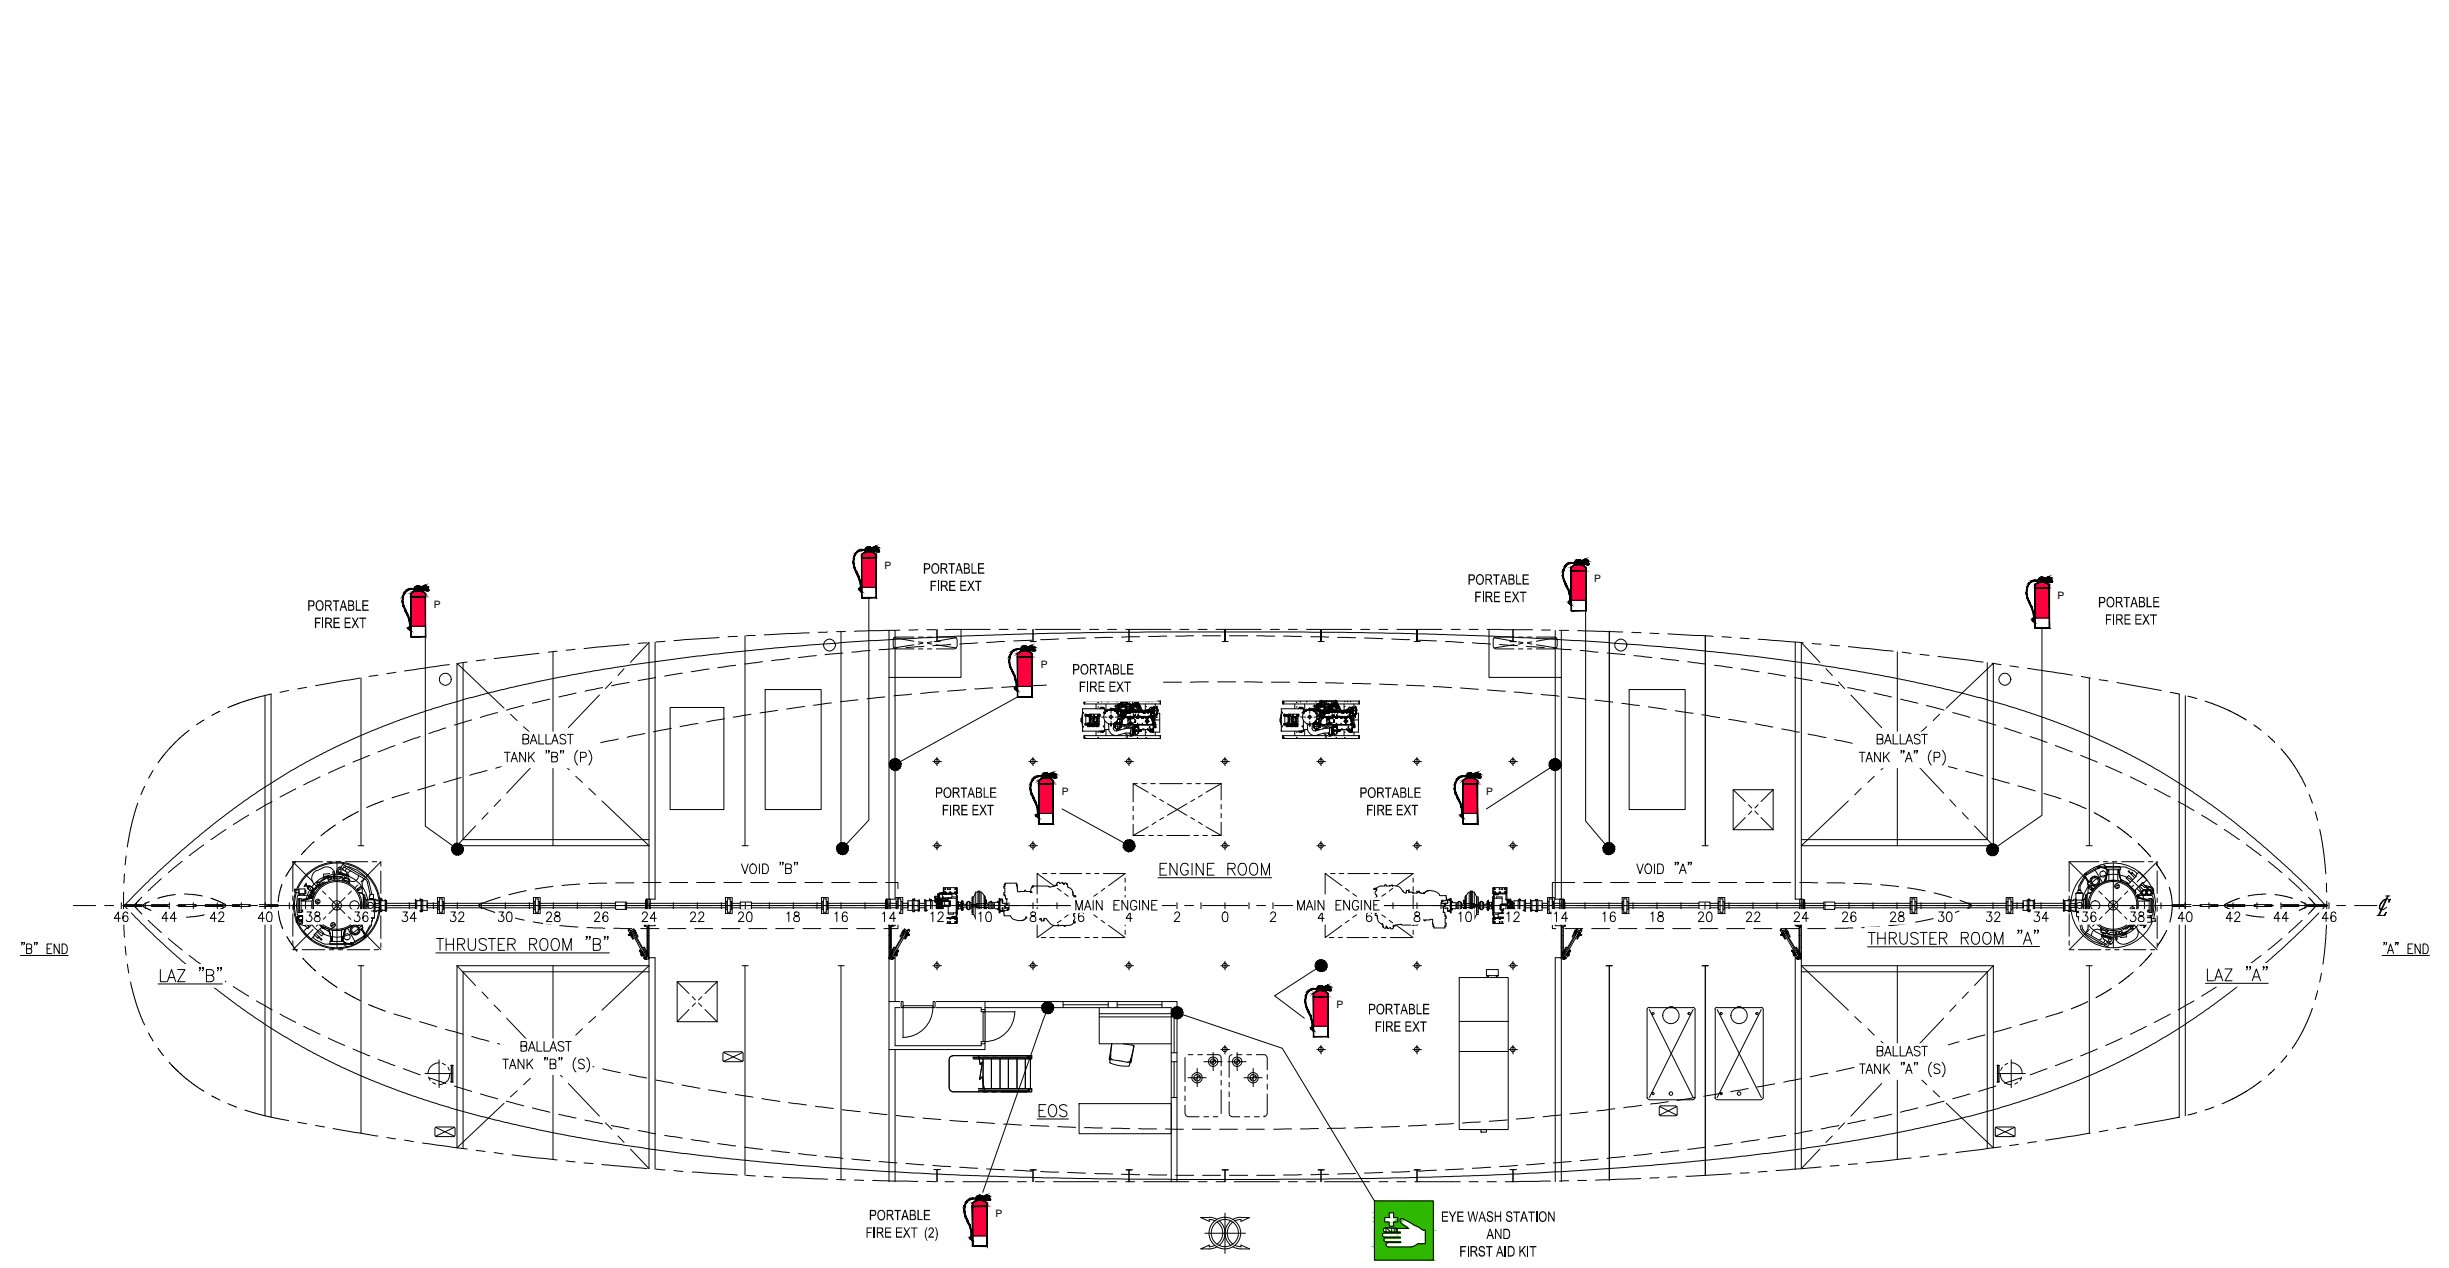 PORTABLE
FIRE EXT
P
PORTABLE
FIRE EXT
P
PORTABLE
FIRE EXT
P
P
PORTABLE
FIRE EXT
P
PORTABLE
FIRE EXT
BALLAST
TANK "B" (P)
BALLAST
TANK "A" (P)
PORTABLE
FIRE EXT
P
PORTABLE
FIRE EXT
P
VOID "B"
ENGINE ROOM
VOID "A"
MAIN ENGINE
MAIN ENGINE
46 44 42 40 38 36 34 32 30 28 26 24 22 20 18 16 14 12 10 8 6 4 2 0 2 4 6 8 10 12 14 16 18 20 22 24 26 28 30 32 34 36 38 40 42 44 46
℄
"B" END
THRUSTER ROOM "B"
THRUSTER ROOM "A"
"A" END
LAZ "B"
LAZ "A"
P
PORTABLE
FIRE EXT
BALLAST
TANK "B" (S)
BALLAST
TANK "A" (S)
EOS
PORTABLE
FIRE EXT (2)
P
EYE WASH STATION
AND
FIRST AID KIT